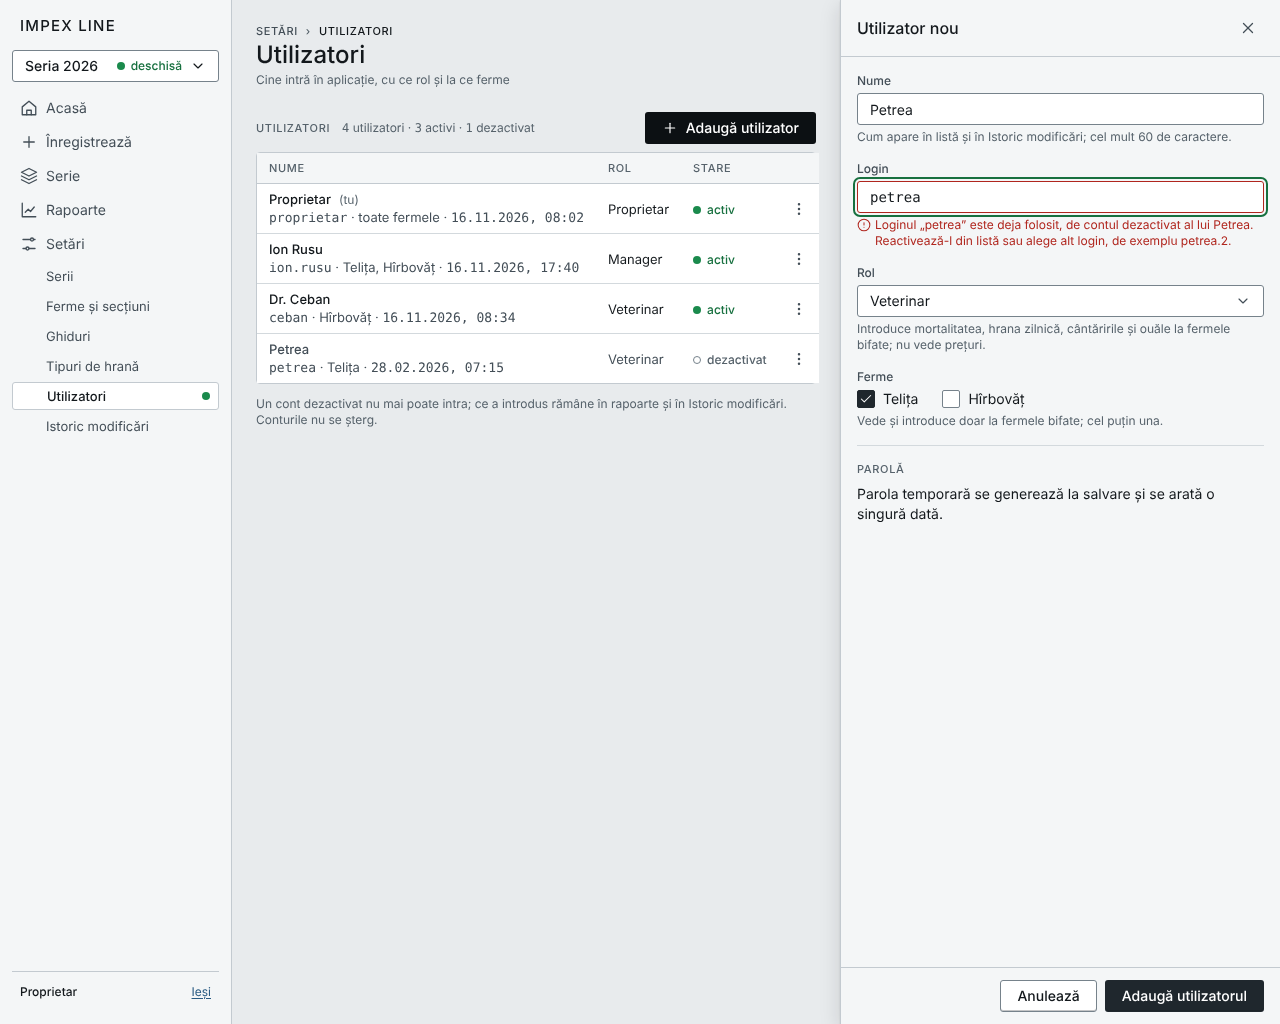 IMPEX LINE
Seria 2026 deschisă
Acasă
Înregistrează
Serie
Rapoarte
Setări
Serii
Ferme și secțiuni
Ghiduri
Tipuri de hrană
Utilizatori
Istoric modificări
Proprietar Ieși
SETĂRI › UTILIZATORI
Utilizatori
Cine intră în aplicație, cu ce rol și la ce ferme
UTILIZATORI 4 utilizatori · 3 activi · 1 dezactivat
Adaugă utilizator
NUME ROL STARE
Proprietar (tu)
proprietar · toate fermele · 16.11.2026, 08:02
Proprietar activ
Ion Rusu
ion.rusu · Telița, Hîrbovăț · 16.11.2026, 17:40
Manager activ
Dr. Ceban
ceban · Hîrbovăț · 16.11.2026, 08:34
Veterinar activ
Petrea
petrea · Telița · 28.02.2026, 07:15
Veterinar dezactivat
Un cont dezactivat nu mai poate intra; ce a introdus rămâne în rapoarte și în Istoric modificări.
Conturile nu se șterg.
Utilizator nou
Nume
Petrea
Cum apare în listă și în Istoric modificări; cel mult 60 de caractere.
Login
petrea
Loginul „petrea” este deja folosit, de contul dezactivat al lui Petrea.
Reactivează-l din listă sau alege alt login, de exemplu petrea.2.
Rol
Veterinar
Introduce mortalitatea, hrana zilnică, cântăririle și ouăle la fermele
bifate; nu vede prețuri.
Ferme
Telița Hîrbovăț
Vede și introduce doar la fermele bifate; cel puțin una.
PAROLĂ
Parola temporară se generează la salvare și se arată o
singură dată.
Anulează Adaugă utilizatorul